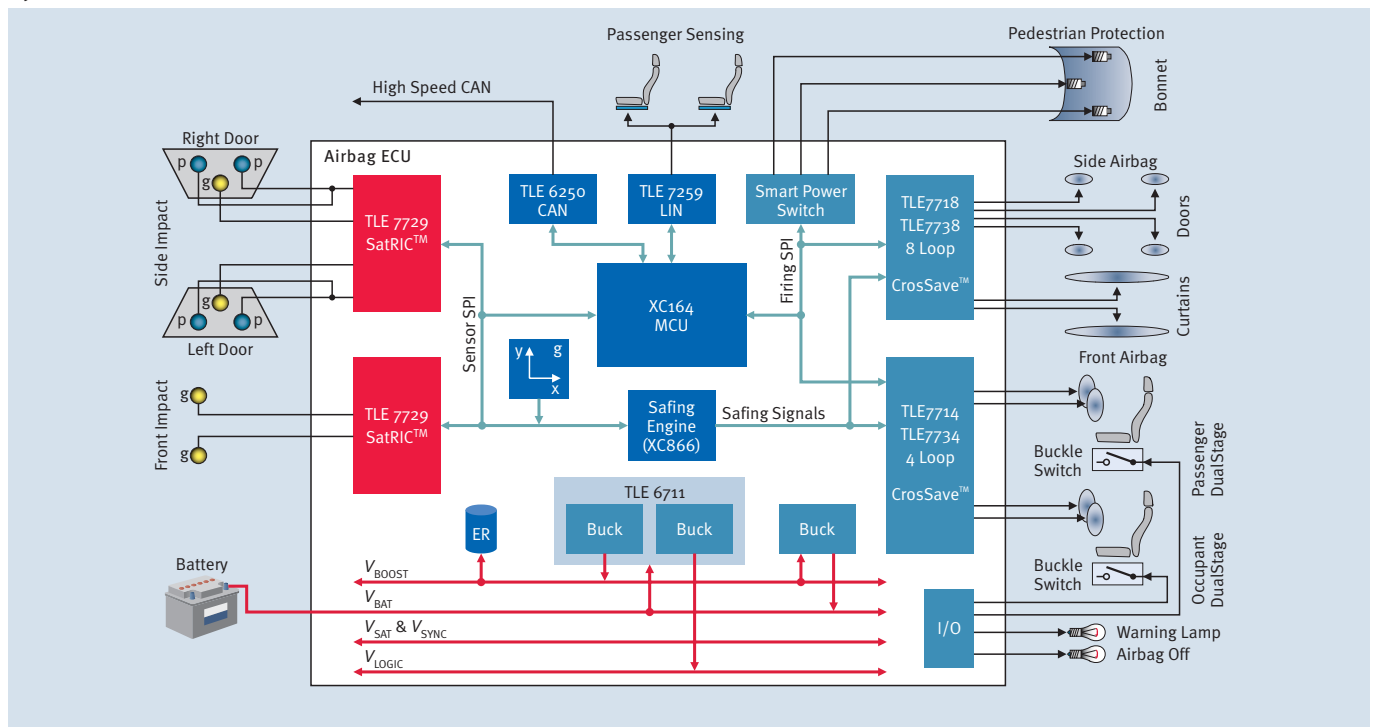 Passenger Sensing
Pedestrian Protection
Bonnet
High Speed CAN
Right Door
p
p
g
Side Impact
g
p
p
Left Door
Front Impact
g
g
Airbag ECU
TLE 7729
SatRIC™
TLE 7729
SatRIC™
Sensor SPI
TLE 6250
CAN
TLE 7259
LIN
Smart Power
Switch
Firing SPI
XC164
MCU
y
g
x
Safing
Engine
(XC866)
Safing Signals
TLE7718
TLE7738
8 Loop
CrosSave™
TLE7714
TLE7734
4 Loop
CrosSave™
Side Airbag
Doors
Curtains
Front Airbag
Buckle
Switch
Passenger
DualStage
Buckle
Switch
Occupant
DualStage
ER
TLE 6711
Buck
Buck
Buck
Battery
VBOOST
VBAT
VSAT & VSYNC
VLOGIC
I/O
Warning Lamp
Airbag Off